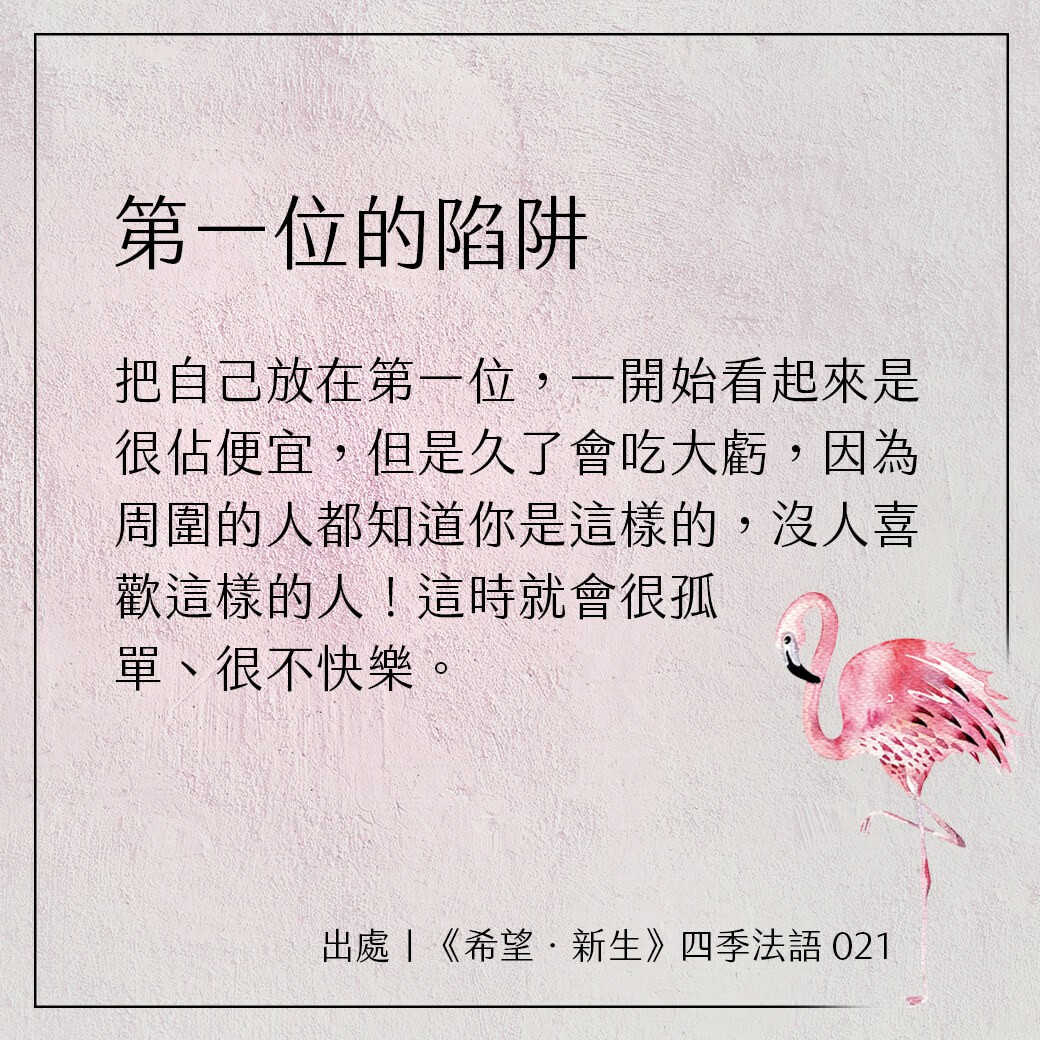 第一位的陷阱
把自己放在第一位，一開始看起來是
很佔便宜，但是久了會吃大虧，因為
周圍的人都知道你是這樣的，沒人喜
歡這樣的人！這時就會很孤
單、很不快樂。
出處｜《希望．新生》四季法語 021